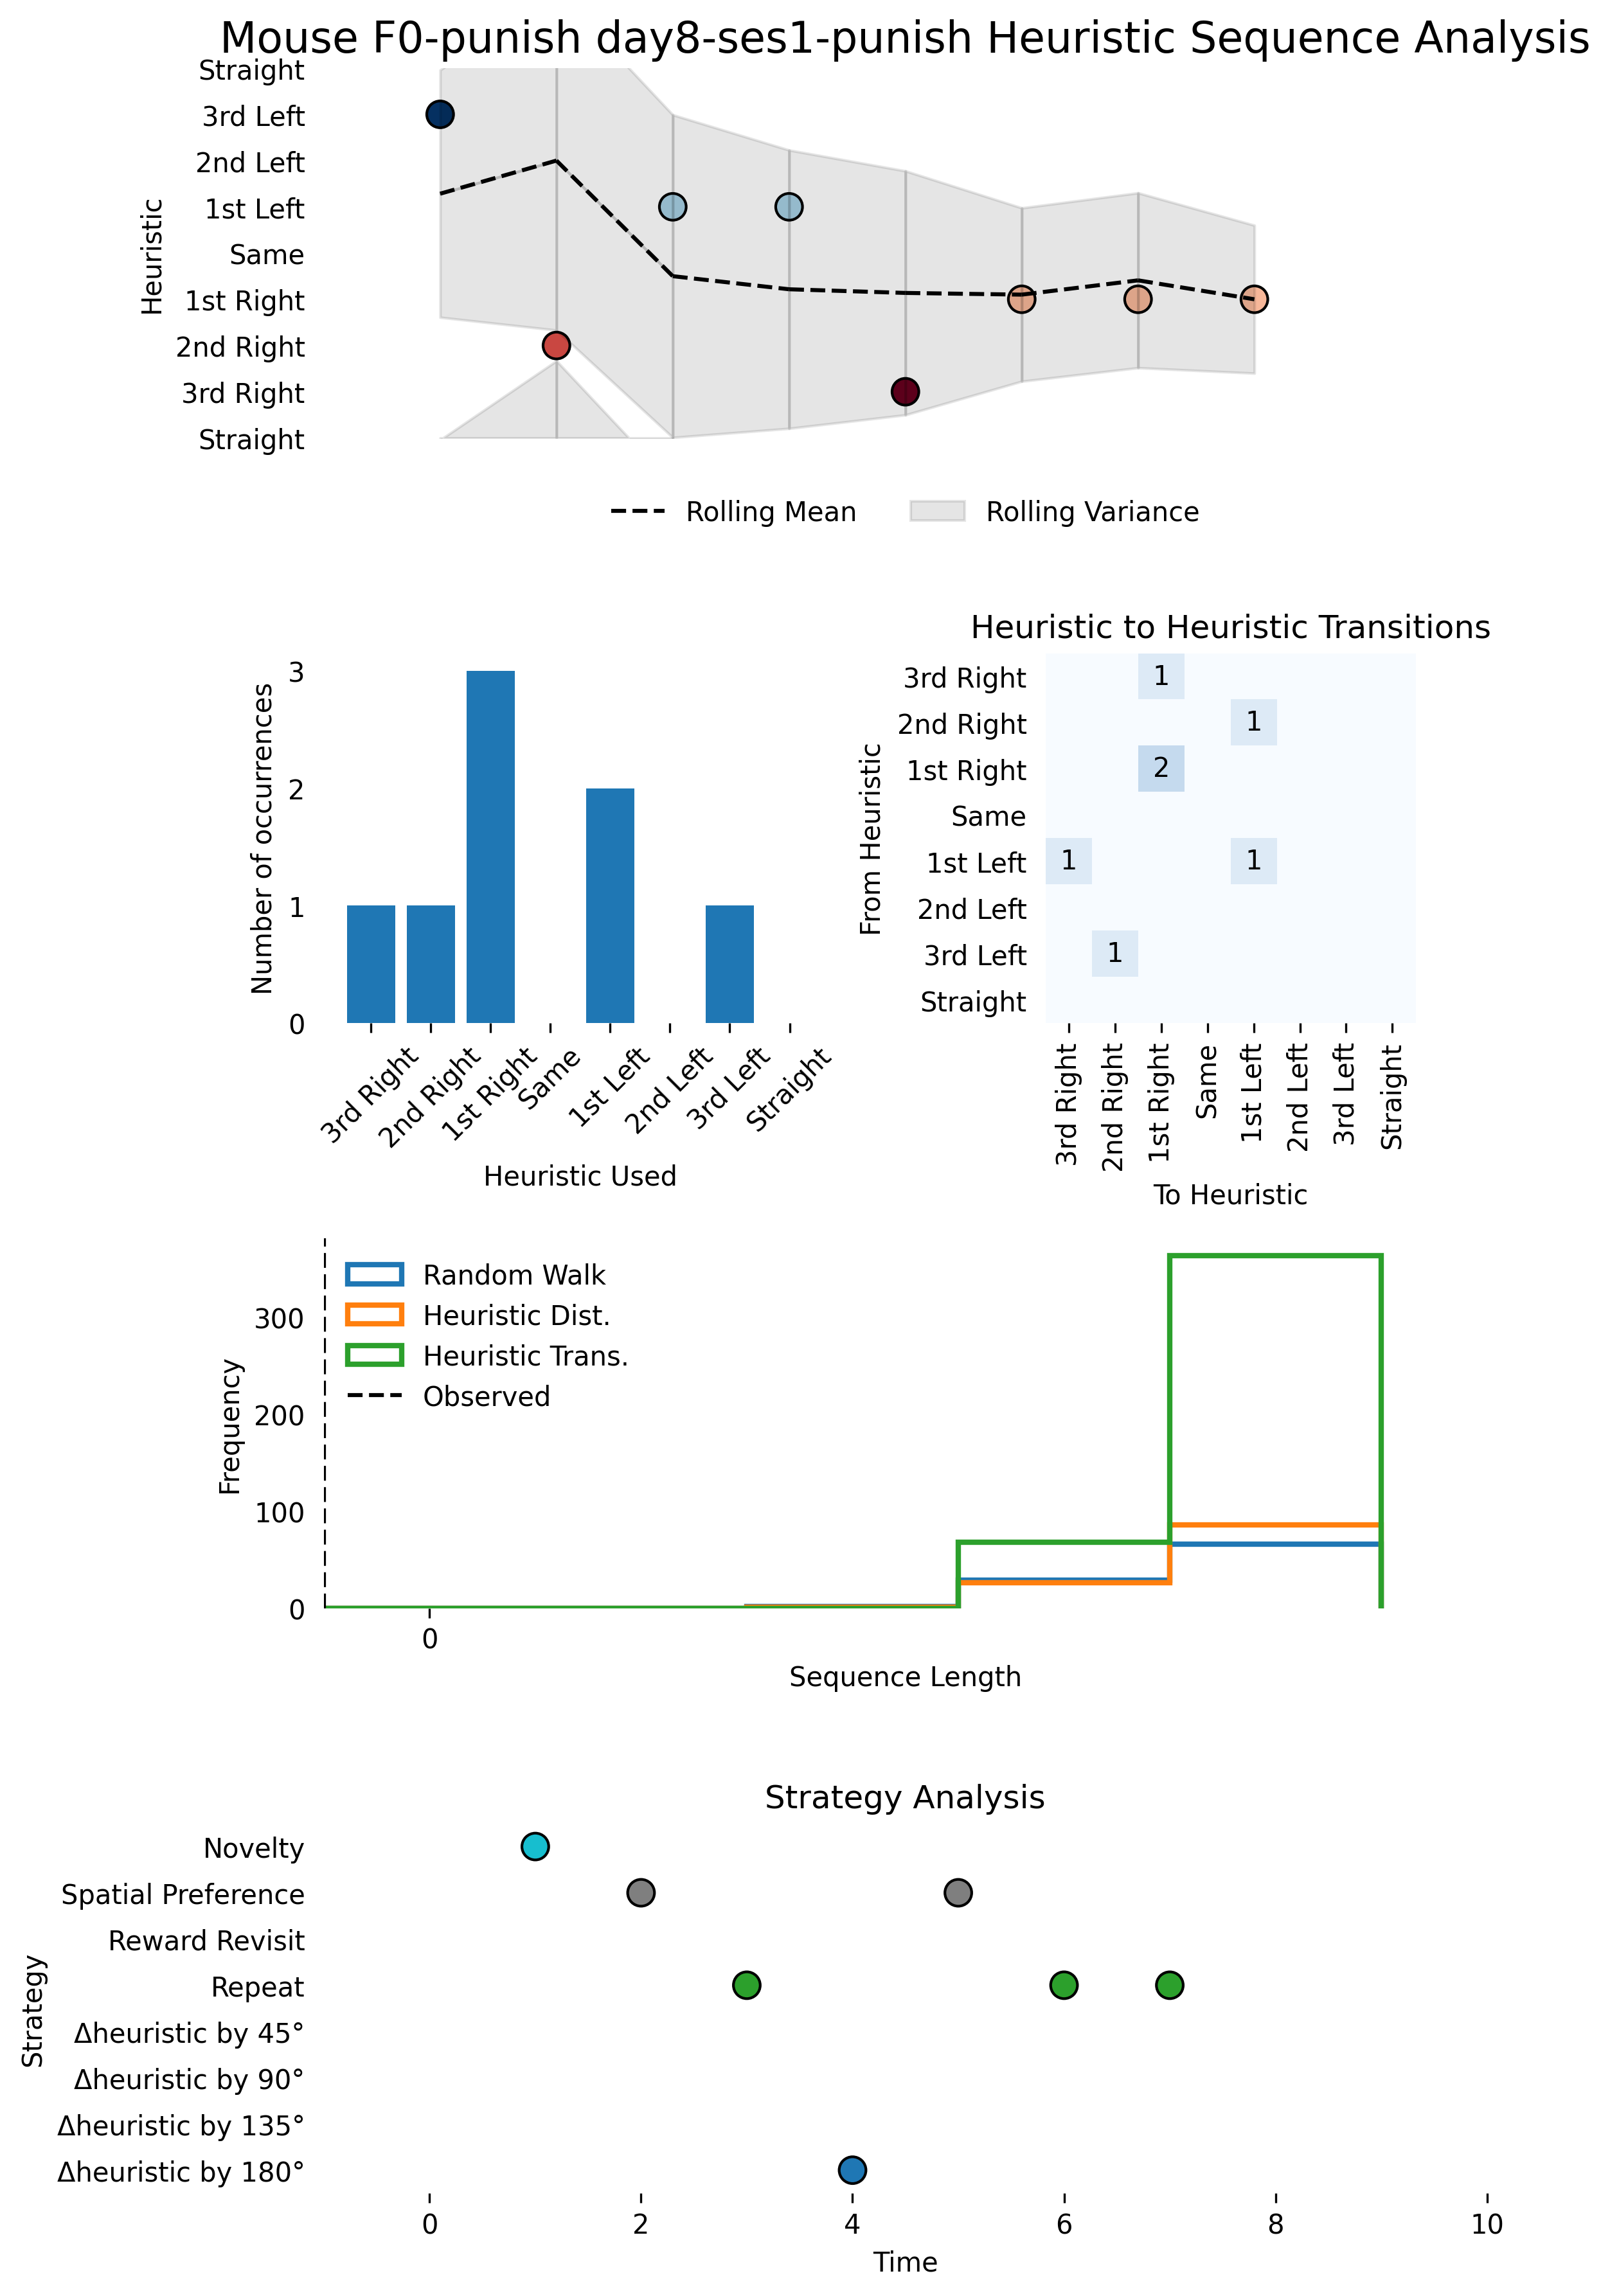 Mouse F0-punish day8-ses1-punish Heuristic Sequence Analysis
Straight
3rd Left
2nd Left
1st Left
Same
1st Right
2nd Right
3rd Right
Straight
Heuristic
Rolling Mean
Rolling Variance
3
2
1
0
Number of occurrences
3rd Right
2nd Right
1st Right
Same
1st Left
2nd Left
3rd Left
Straight
Heuristic Used
Heuristic to Heuristic Transitions
3rd Right
2nd Right
1st Right
Same
1st Left
2nd Left
3rd Left
Straight
From Heuristic
1
1
2
1
1
1
3rd Right
2nd Right
1st Right
Same
1st Left
2nd Left
3rd Left
Straight
To Heuristic
Random Walk
Heuristic Dist.
Heuristic Trans.
Observed
300
200
100
0
Frequency
0
Sequence Length
Strategy Analysis
Novelty
Spatial Preference
Reward Revisit
Repeat
Δheuristic by 45°
Δheuristic by 90°
Δheuristic by 135°
Δheuristic by 180°
Strategy
0
2
4
6
8
10
Time